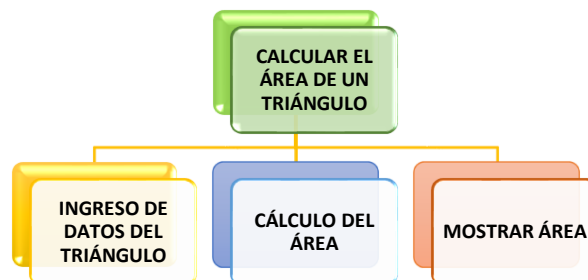 CALCULAR EL
ÁREA DE UN
TRIÁNGULO
INGRESO DE
DATOS DEL
TRIÁNGULO
CÁLCULO DEL
ÁREA
MOSTRAR ÁREA